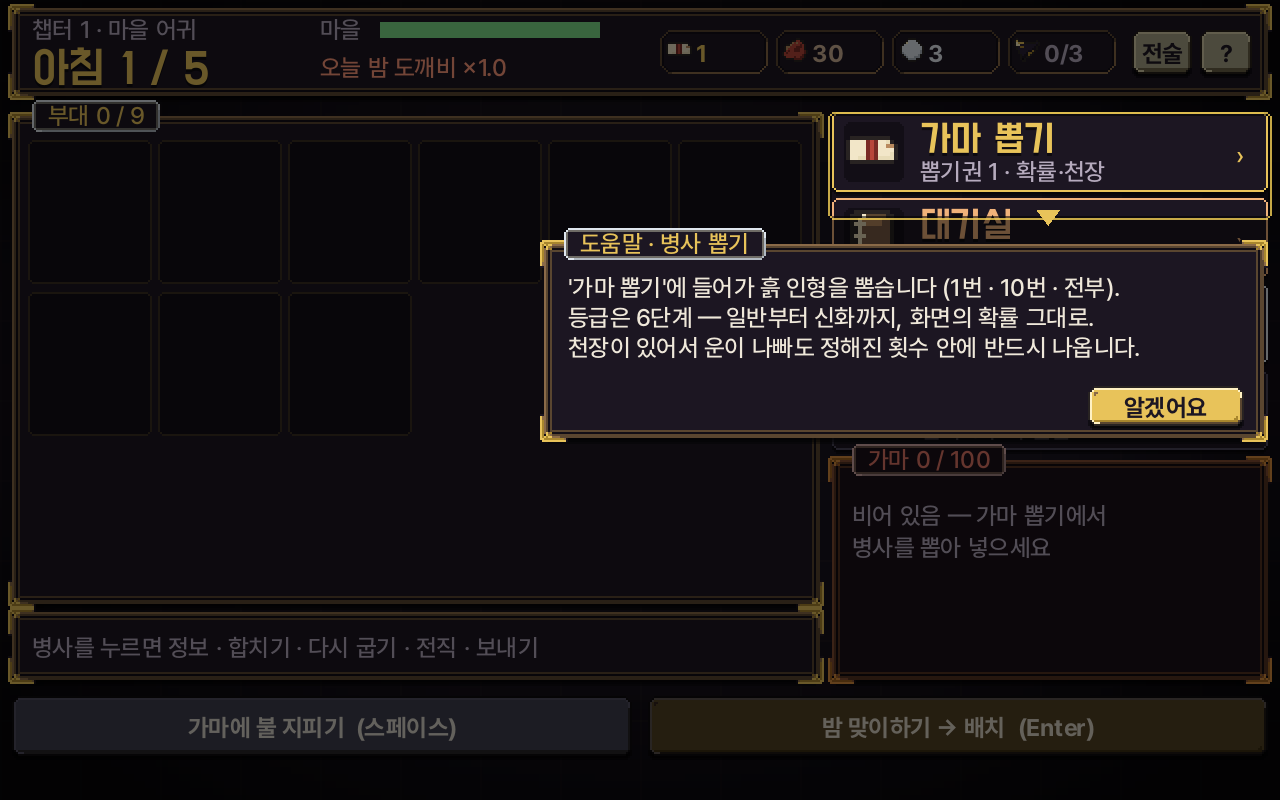 챕터 1 · 마을 어귀
아침 1 / 5
마을
오늘 밤 도깨비 ×1.0
1
30
3
0/3
전술
?
부대 0 / 9
가마 뽑기
뽑기권 1 · 확률·천장
›
대기실
도움말 · 병사 뽑기
'가마 뽑기'에 들어가 흙 인형을 뽑습니다 (1번 · 10번 · 전부).
등급은 6단계 — 일반부터 신화까지, 화면의 확률 그대로.
천장이 있어서 운이 나빠도 정해진 횟수 안에 반드시 나옵니다.
알겠어요
가마 0 / 100
비어 있음 — 가마 뽑기에서
병사를 뽑아 넣으세요
병사를 누르면 정보 · 합치기 · 다시 굽기 · 전직 · 보내기
가마에 불 지피기 (스페이스)
밤 맞이하기 → 배치 (Enter)